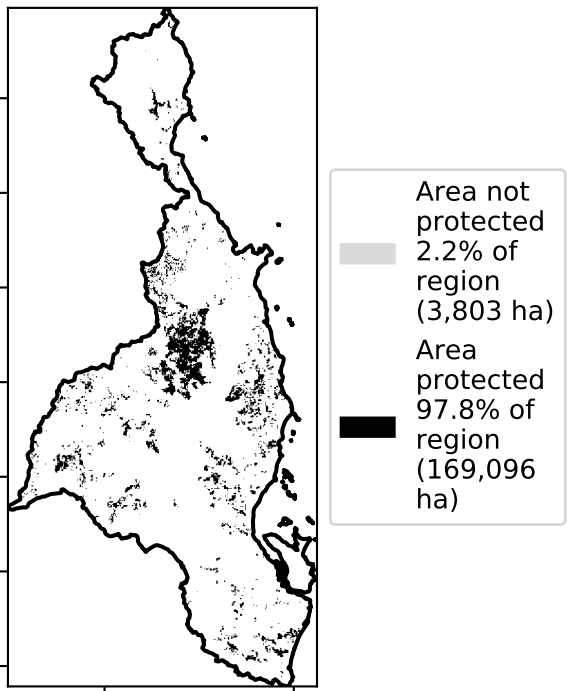 Area not
protected
2.2% of
region
(3,803 ha)
Area
protected
97.8% of
region
(169,096
ha)